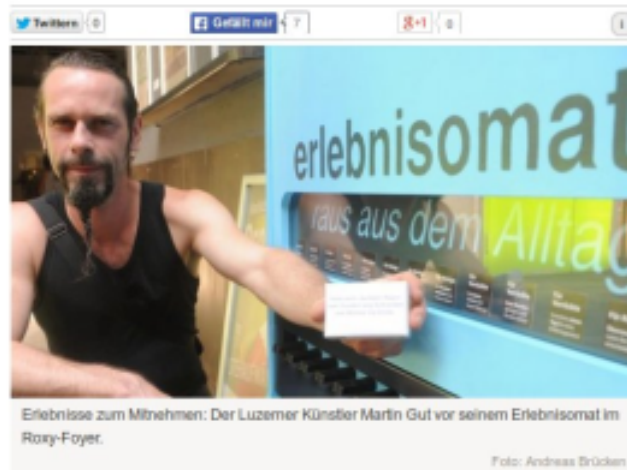 Twittern 0
Gefällt mir 7
+1 0
erlebnisomat
raus aus dem Alltag
Erlebnisse zum Mitnehmen: Der Luzerner Künstler Martin Gut vor seinem Erlebnisomat im
Roxy-Foyer.
Foto: Andreas Brücken